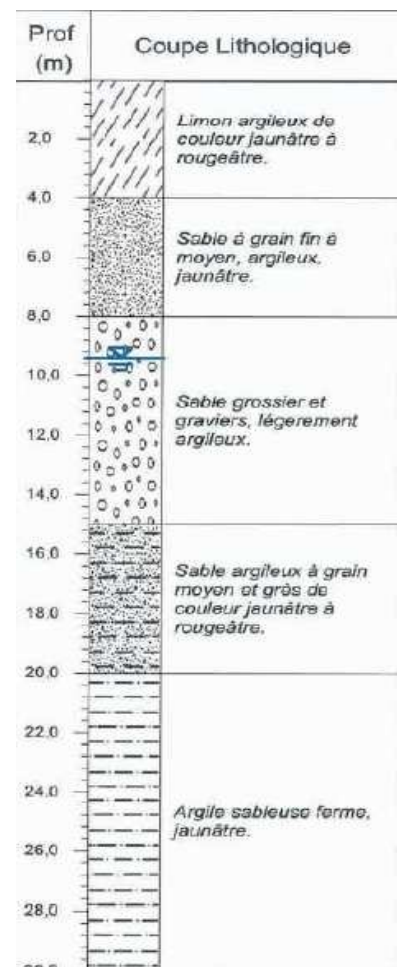 Prof
(m)
Coupe Lithologique
Limon argileux de
couleur jaunâtre à
rougeâtre.
2,0
4,0
Sable à grain fin à
moyen, argileux,
jaunâtre.
6,0
8,0
10,0
Sable grossier et
graviers, légerement
argileux.
12,0
14,0
16,0
Sable argileux à grain
moyen et grès de
couleur jaunâtre à
rougeâtre.
18,0
20,0
22,0
24,0
Argile sableuse ferme,
jaunâtre.
26,0
28,0